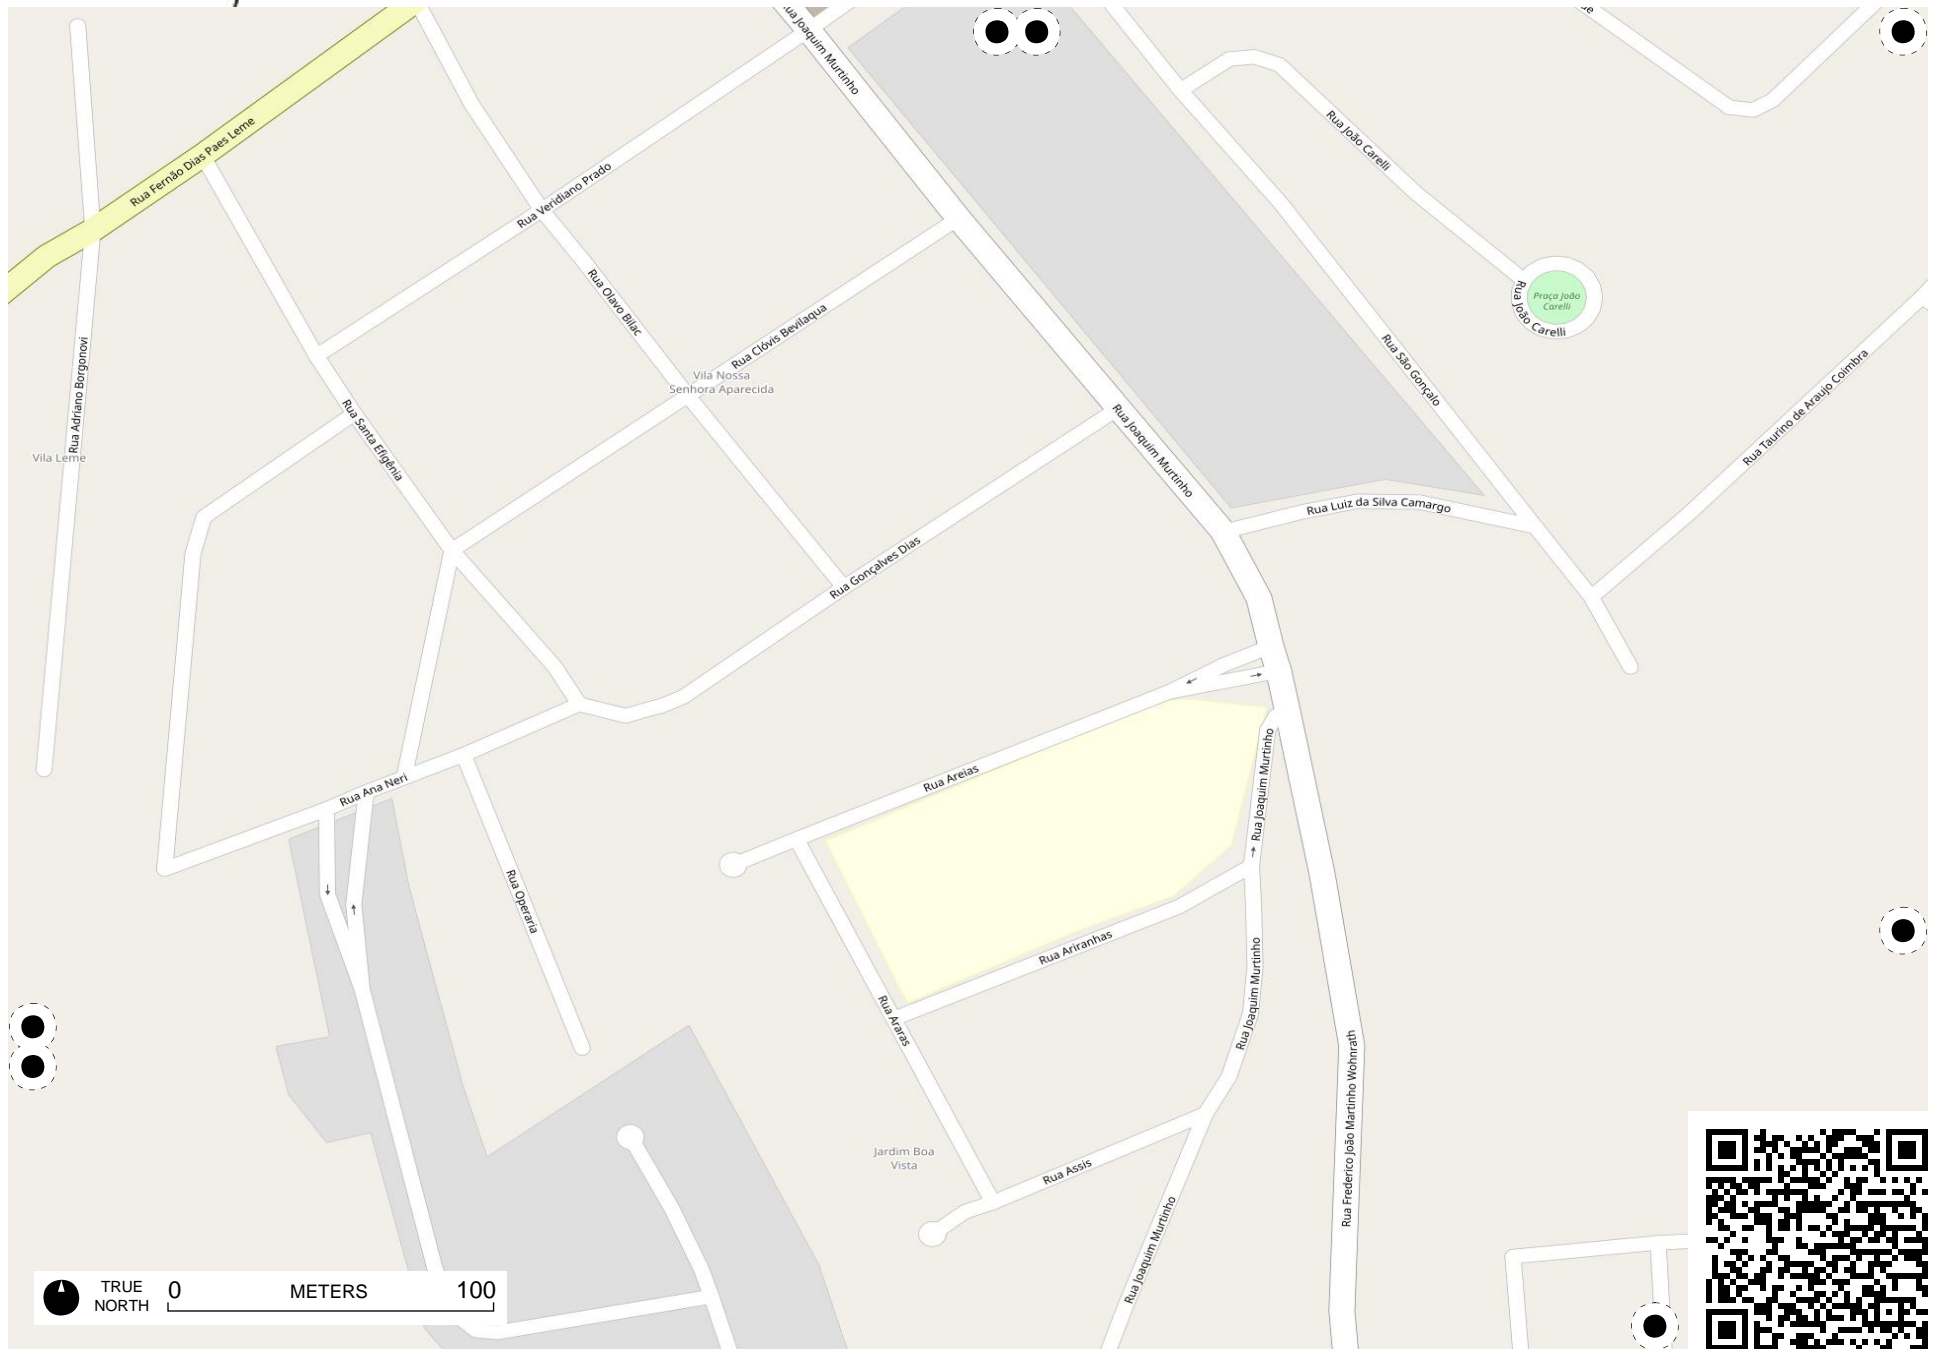 Rua Joaquim Murtinho
Rua Fernão Dias Paes Leme
Rua João Carelli
Rua Veridiano Prado
Rua Olavo Bilac
Praça João
Carelli
Rua João Carelli
Rua Clóvis Bevilaqua
Rua Adriano Borgonovi
Rua São Gonçalo
Rua Taurino de Araujo Coimbra
Vila Nossa
Senhora Aparecida
Rua Santa Efigênia
Rua Joaquim Murtinho
Vila Leme
Rua Luiz da Silva Camargo
Rua Gonçalves Dias
Rua Areias
Rua Joaquim Murtinho
Rua Ana Neri
Rua Operaria
Rua Ariranhas
Rua Joaquim Murtinho
Rua Araras
Rua Frederico João Martinho Wohnrath
Jardim Boa
Vista
Rua Assis
Rua Joaquim Murtinho
TRUE
NORTH
0 METERS 100